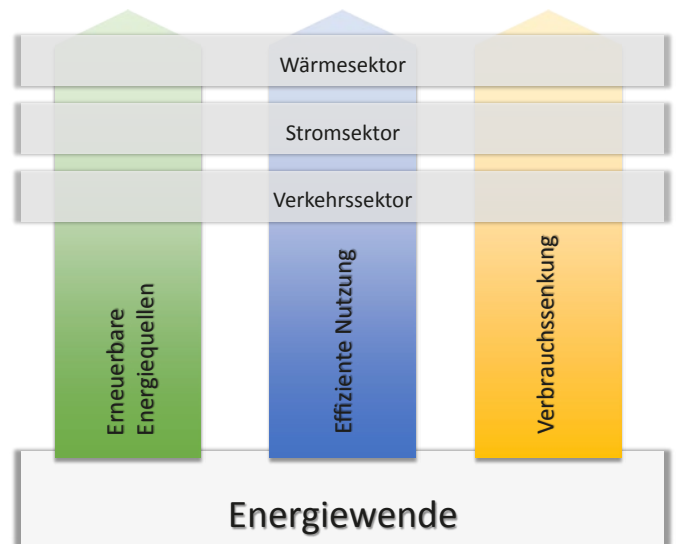 Wärmesektor
Stromsektor
Verkehrssektor
Erneuerbare
Energiequellen
Effiziente Nutzung
Verbrauchssenkung
Energiewende